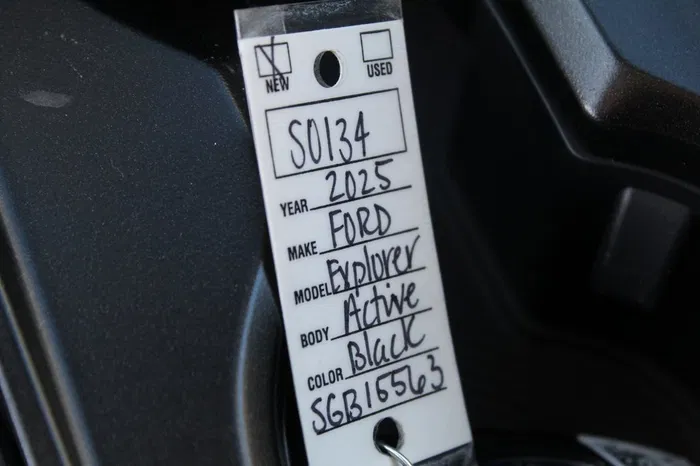 NEW USED
S0134
YEAR 2025
MAKE FORD
MODEL Explorer
BODY Active
COLOR Black
SGB15563